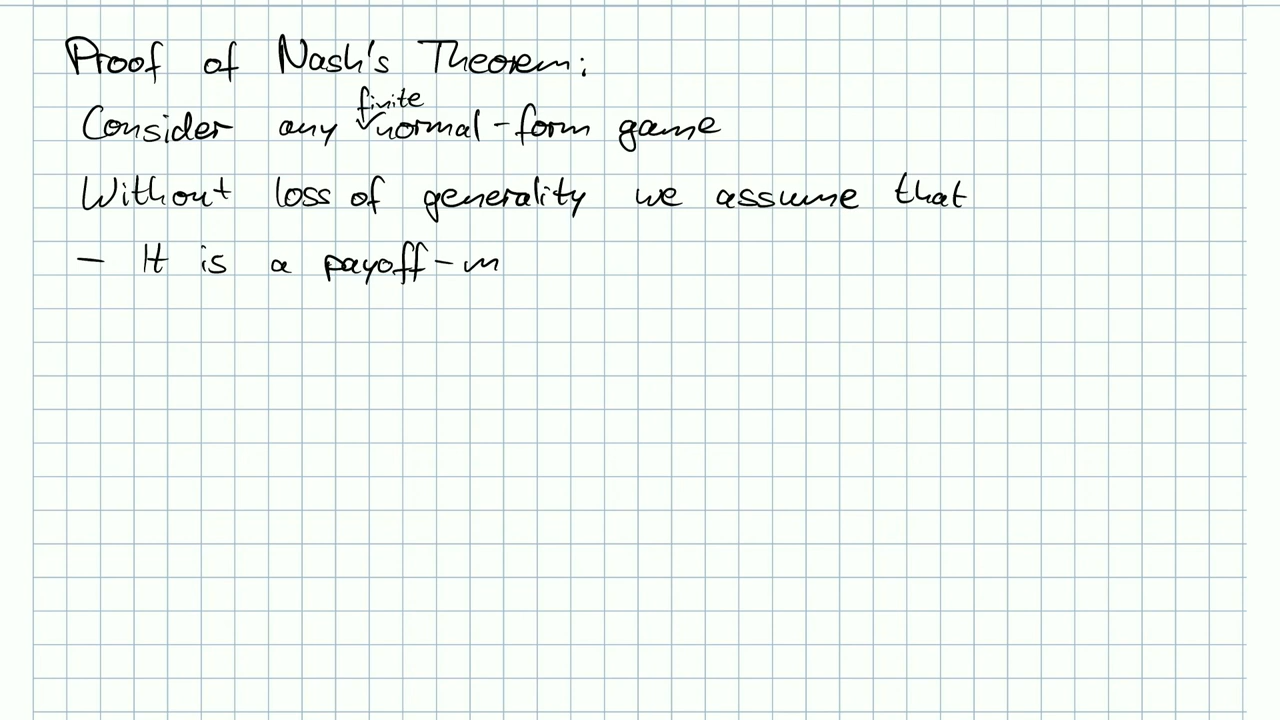 Proof of Nash's Theorem:
Consider any finite normal-form game
Without loss of generality we assume that
- It is a payoff-m